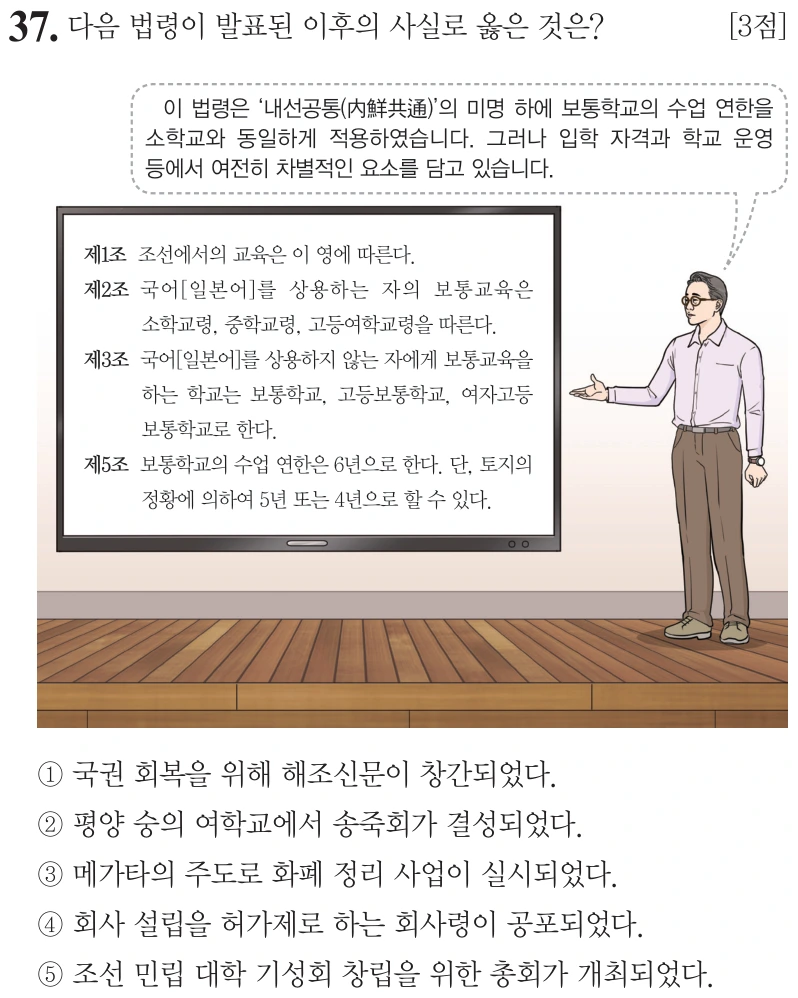 37. 다음 법령이 발표된 이후의 사실로 옳은 것은? [3점]
이 법령은 ‘내선공통(內鮮共通)’의 미명 하에 보통학교의 수업 연한을
소학교와 동일하게 적용하였습니다. 그러나 입학 자격과 학교 운영
등에서 여전히 차별적인 요소를 담고 있습니다.
제1조 조선에서의 교육은 이 영에 따른다.
제2조 국어[일본어]를 상용하는 자의 보통교육은
소학교령, 중학교령, 고등여학교령을 따른다.
제3조 국어[일본어]를 상용하지 않는 자에게 보통교육을
하는 학교는 보통학교, 고등보통학교, 여자고등
보통학교로 한다.
제5조 보통학교의 수업 연한은 6년으로 한다. 단, 토지의
정황에 의하여 5년 또는 4년으로 할 수 있다.
① 국권 회복을 위해 해조신문이 창간되었다.
② 평양 숭의 여학교에서 송죽회가 결성되었다.
③ 메가타의 주도로 화폐 정리 사업이 실시되었다.
④ 회사 설립을 허가제로 하는 회사령이 공포되었다.
⑤ 조선 민립 대학 기성회 창립을 위한 총회가 개최되었다.